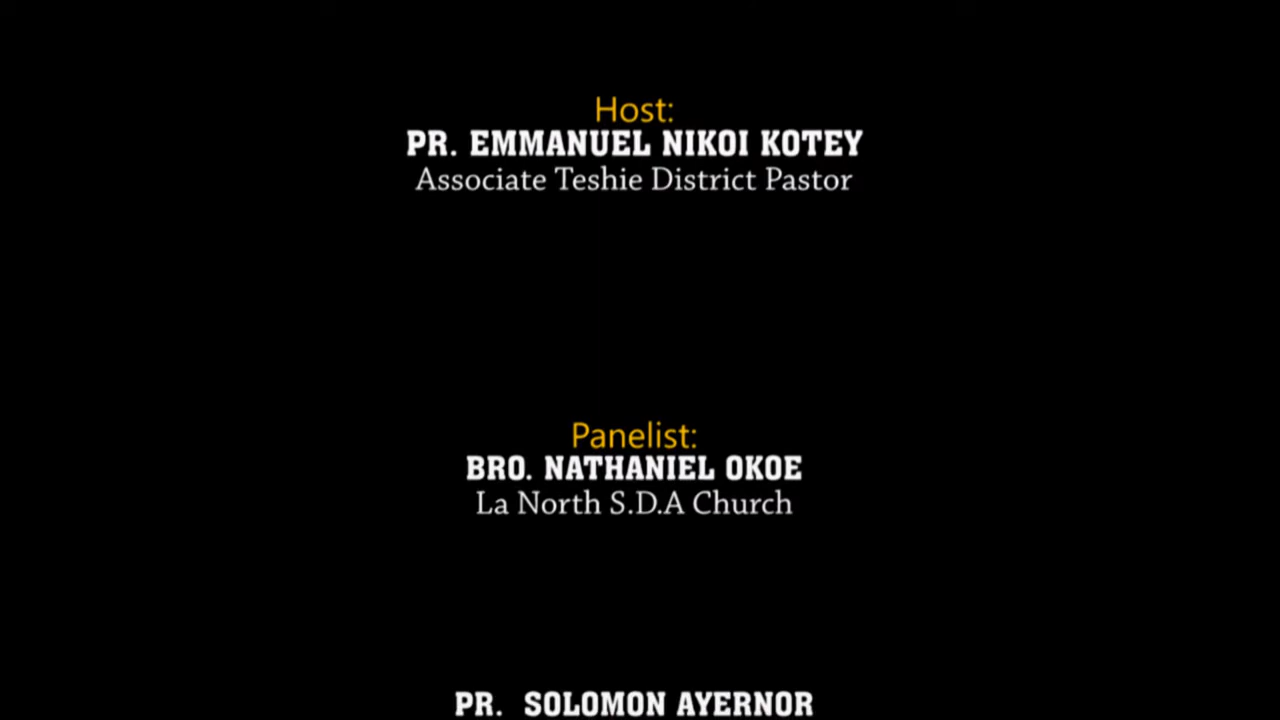 Host:
PR. EMMANUEL NIKOI KOTEY
Associate Teshie District Pastor
Panelist:
BRO. NATHANIEL OKOE
La North S.D.A Church
PR. SOLOMON AYERNOR